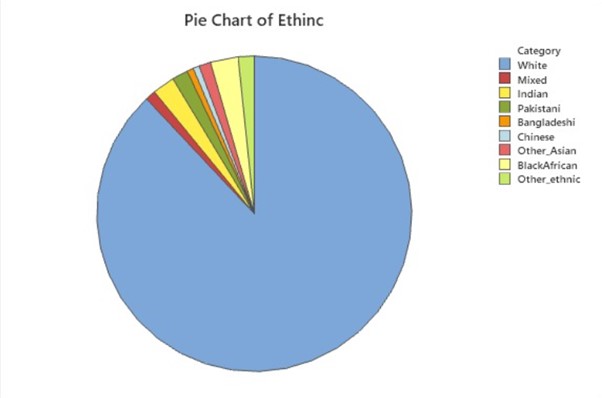 Pie Chart of Ethinc
Category
White
Mixed
Indian
Pakistani
Bangladeshi
Chinese
Other_Asian
BlackAfrican
Other_ethnic